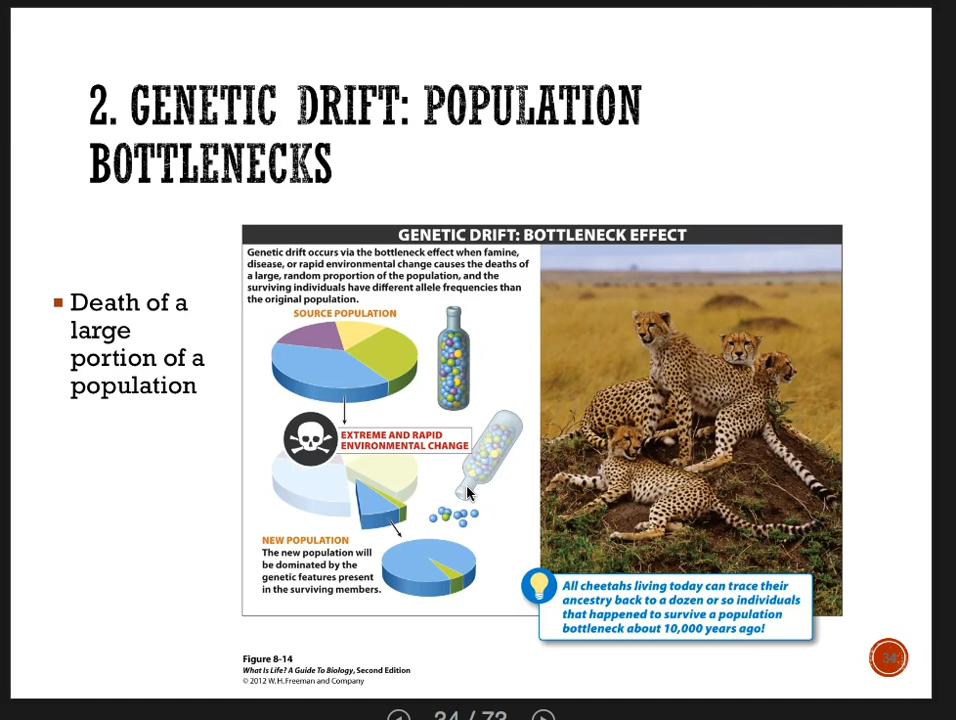 2. GENETIC DRIFT: POPULATION
BOTTLENECKS
Death of a
large
portion of a
population
GENETIC DRIFT: BOTTLENECK EFFECT
Genetic drift occurs via the bottleneck effect when famine,
disease, or rapid environmental change causes the deaths of
a large, random proportion of the population, and the
surviving individuals have different allele frequencies than
the original population.
SOURCE POPULATION
EXTREME AND RAPID
ENVIRONMENTAL CHANGE
NEW POPULATION
The new population will
be dominated by the
genetic features present
in the surviving members.
All cheetahs living today can trace their
ancestry back to a dozen or so individuals
that happened to survive a population
bottleneck about 10,000 years ago!
Figure 8-14
What Is Life? A Guide To Biology, Second Edition
© 2012 W. H. Freeman and Company
34
34 / 73